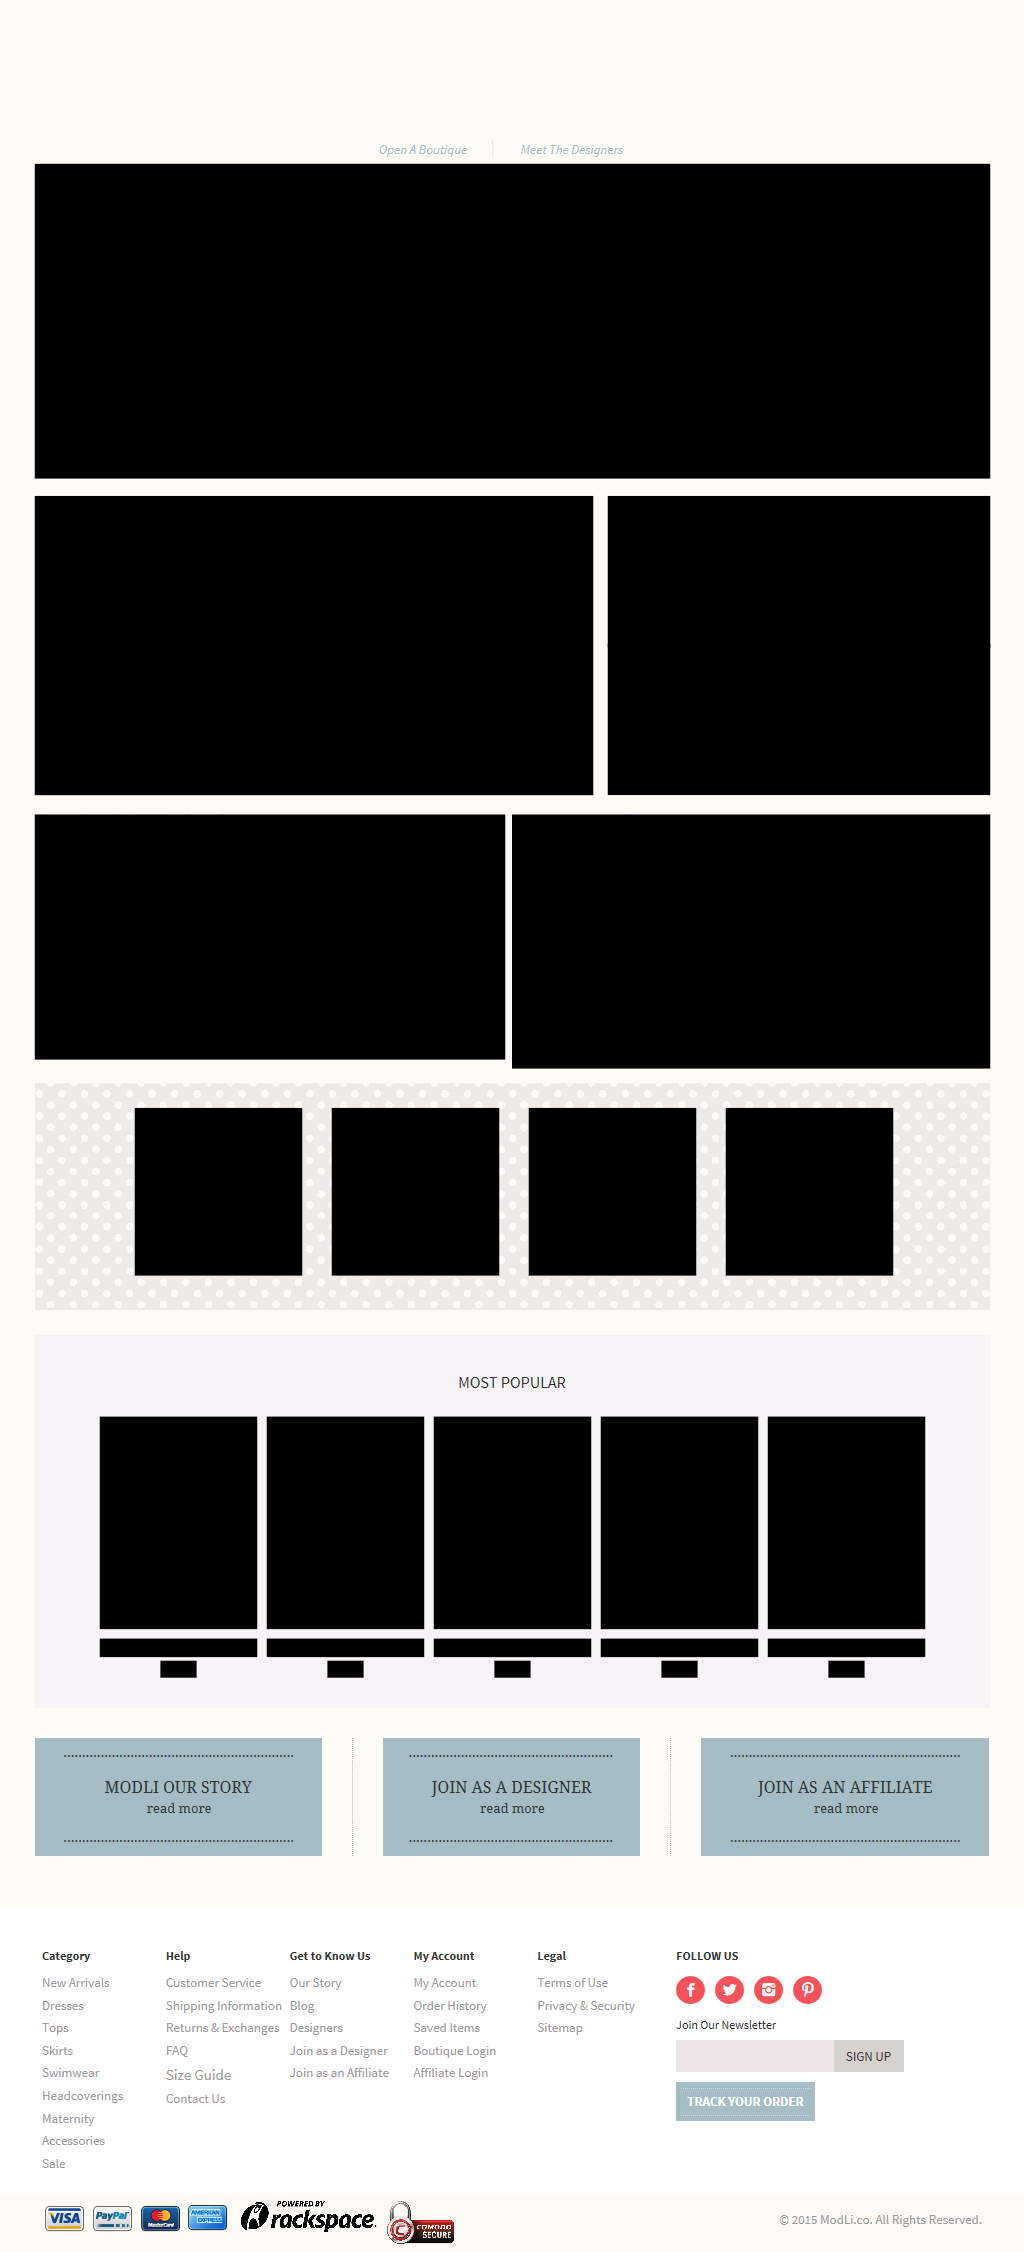 Open A Boutique
Meet The Designers
MOST POPULAR
MODLI OUR STORY
read more
JOIN AS A DESIGNER
read more
JOIN AS AN AFFILIATE
read more
Category
New Arrivals
Dresses
Tops
Skirts
Swimwear
Headcoverings
Maternity
Accessories
Sale
Help
Customer Service
Shipping Information
Returns & Exchanges
FAQ
Size Guide
Contact Us
Get to Know Us
Our Story
Blog
Designers
Join as a Designer
Join as an Affiliate
My Account
My Account
Order History
Saved Items
Boutique Login
Affiliate Login
Legal
Terms of Use
Privacy & Security
Sitemap
FOLLOW US
Join Our Newsletter
SIGN UP
TRACK YOUR ORDER
VISA
PayPal
MasterCard
AMERICAN EXPRESS
POWERED BY
rackspace.
COMODO
SECURE
© 2015 ModLi.co. All Rights Reserved.